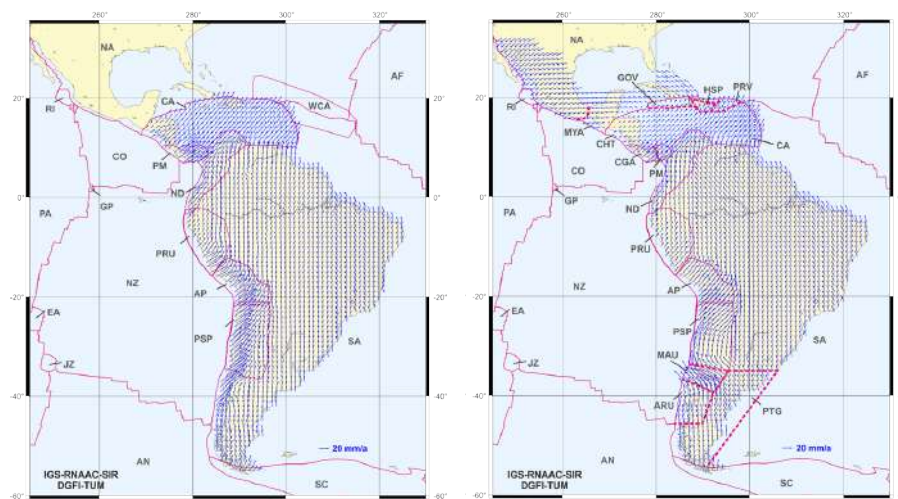 260° 280° 300° 320°
NA
AF
RI
CA
WCA
20°
CO
PM
ND
GP
0°
PA
PRU
NZ
AP
-20°
EA
PSP
SA
JZ
-40°
AN
20 mm/a
IGS-RNAAC-SIR
DGFI-TUM
SC
-60°
260° 280° 300° 320°
NA
AF
GOV
HSP
PRV
RI
20°
MYA
CHT
CA
CGA
CO
PM
GP
ND
0°
PA
PRU
NZ
AP
-20°
EA
PSP
SA
MAU
JZ
ARU
-40°
PTG
AN
20 mm/a
IGS-RNAAC-SIR
DGFI-TUM
SC
-60°